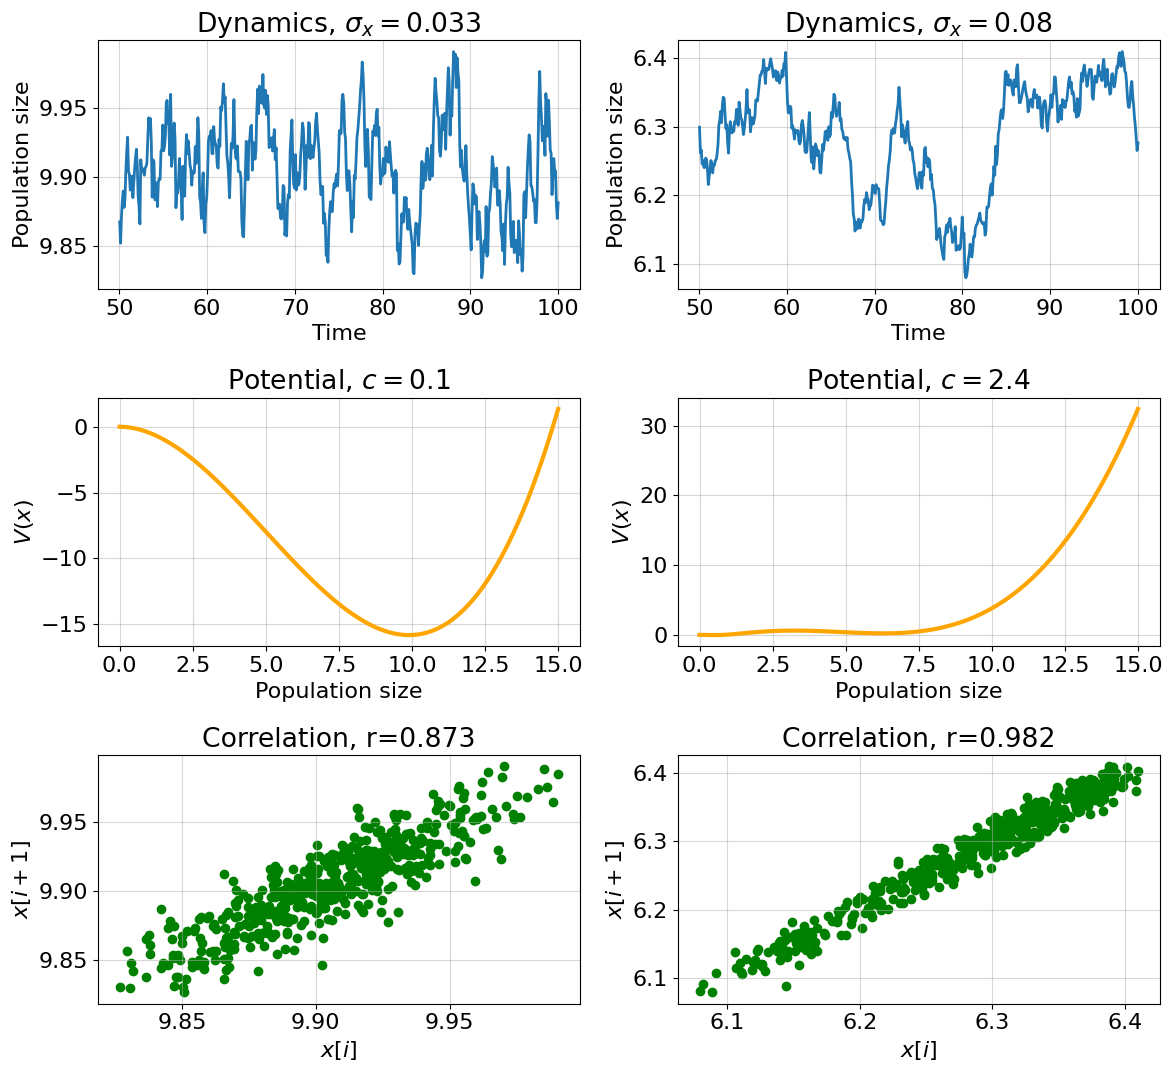 Dynamics, σx = 0.033
Population size
9.95
9.90
9.85
50 60 70 80 90 100
Time
Dynamics, σx = 0.08
Population size
6.4
6.3
6.2
6.1
50 60 70 80 90 100
Time
Potential, c = 0.1
V(x)
0
−5
−10
−15
0.0 2.5 5.0 7.5 10.0 12.5 15.0
Population size
Potential, c = 2.4
V(x)
30
20
10
0
0.0 2.5 5.0 7.5 10.0 12.5 15.0
Population size
Correlation, r=0.873
x[i + 1]
9.95
9.90
9.85
9.85 9.90 9.95
x[i]
Correlation, r=0.982
x[i + 1]
6.4
6.3
6.2
6.1
6.1 6.2 6.3 6.4
x[i]